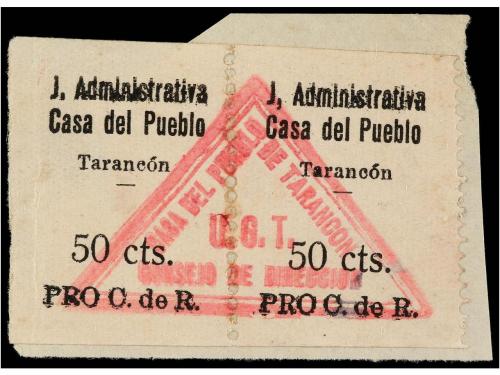 J. Administrativa
Casa del Pueblo
Tarancón
50 cts.
PRO C. de R.
J. Administrativa
Casa del Pueblo
Tarancón
50 cts.
PRO C. de R.
CASA DEL PUEBLO DE TARANCON
U.G.T.
CONSEJO DE DIRECCION